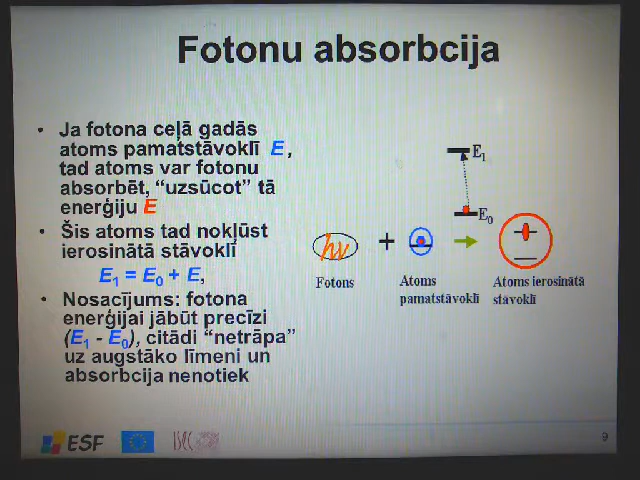 Fotonu absorbcija
• Ja fotona ceļā gadās
atoms pamatstāvoklī E,
tad atoms var fotonu
absorbēt, “uzsūcot” tā
enerģiju E
• Šis atoms tad nokļūst
ierosinātā stāvoklī
E₁ = E₀ + E,
• Nosacījums: fotona
enerģijai jābūt precīzi
(E₁ - E₀), citādi “netrāpa”
uz augstāko līmeni un
absorbcija nenotiek
E₁
E₀
hν
+
Fotons
Atoms
pamatstāvoklī
Atoms ierosinātā
stāvoklī
ESF
9